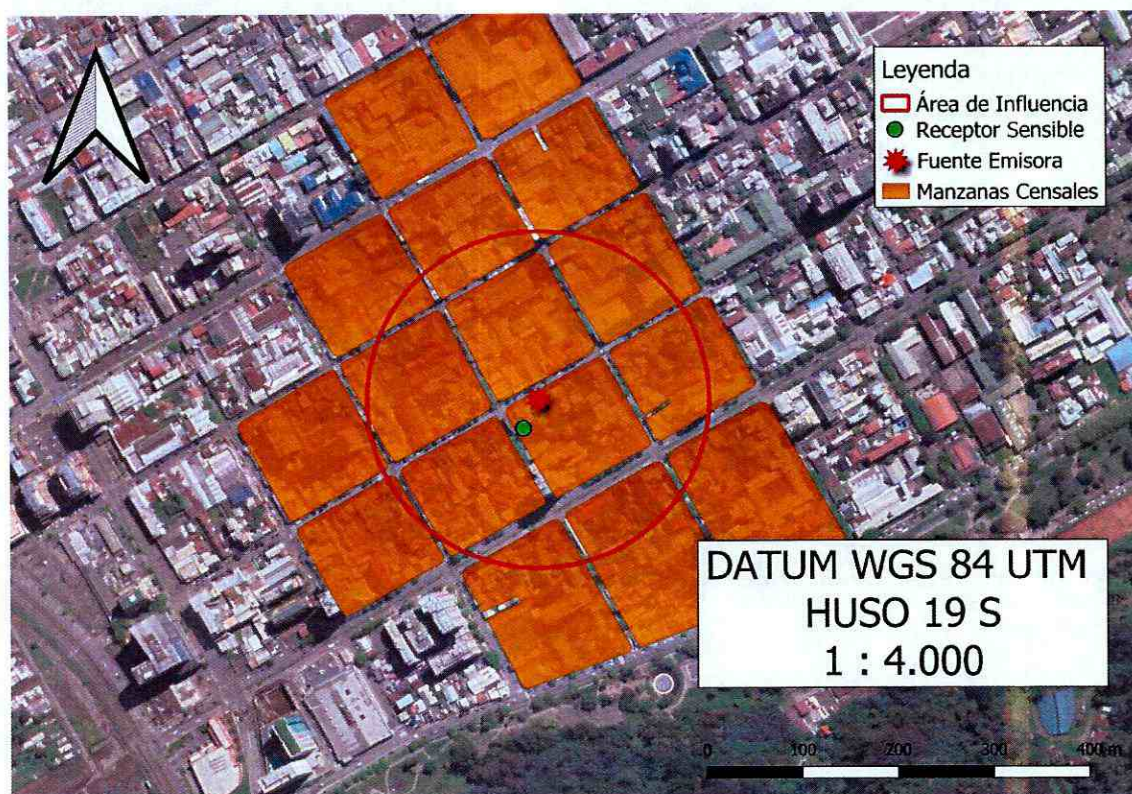 Leyenda
Área de Influencia
Receptor Sensible
Fuente Emisora
Manzanas Censales
DATUM WGS 84 UTM
HUSO 19 S
1 : 4.000
0 100 200 300 400 m